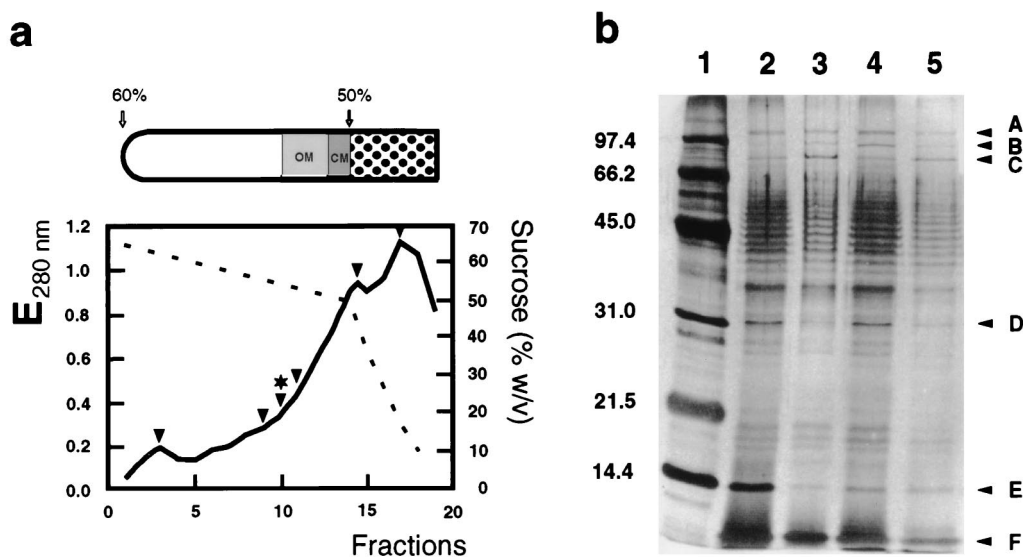 a
60% 50%
OM CM
E280 nm
1.2
1.0
0.8
0.6
0.4
0.2
0.0
70
60
50
40
30
20
10
0
Sucrose (% w/v)
0 5 10 15 20
Fractions
b
1 2 3 4 5
97.4
66.2
45.0
31.0
21.5
14.4
A
B
C
D
E
F